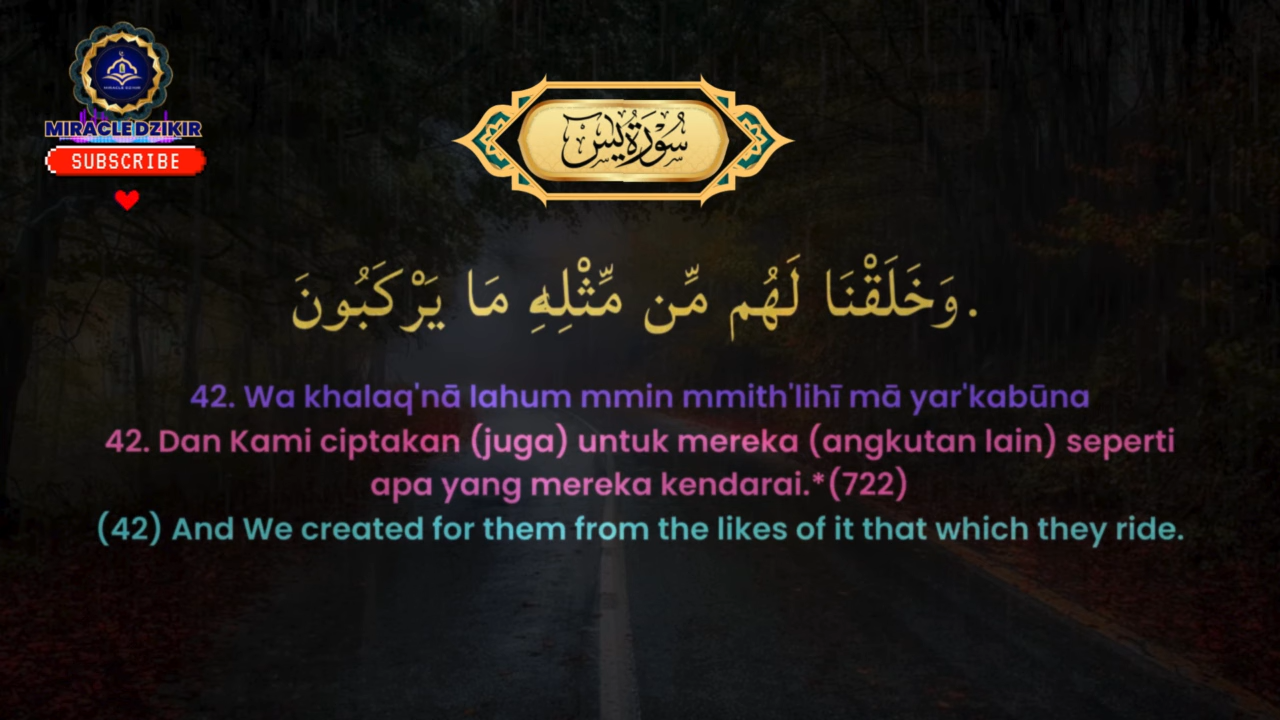 MIRACLE DZIKIR
MIRACLE DZIKIR
SUBSCRIBE
سُورَةُ يٰسٓ
وَخَلَقْنَا لَهُم مِّن مِّثْلِهِ مَا يَرْكَبُونَ.
42. Wa khalaq'nā lahum mmin mmith'lihī mā yar'kabūna
42. Dan Kami ciptakan (juga) untuk mereka (angkutan lain) seperti
apa yang mereka kendarai.*(722)
(42) And We created for them from the likes of it that which they ride.